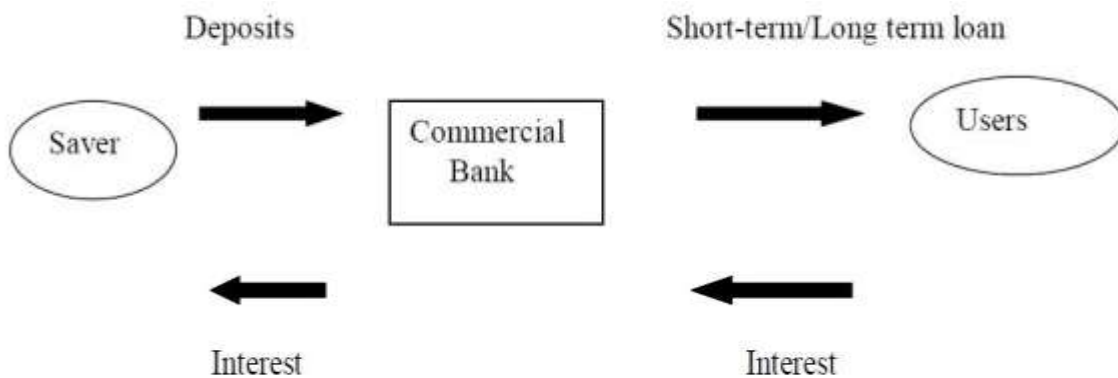 Deposits
Short-term/Long term loan
Saver
Commercial
Bank
Users
Interest
Interest